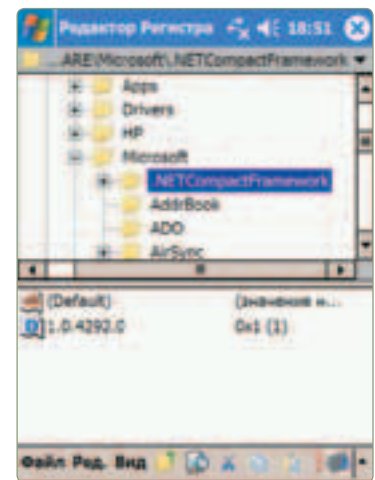 Редактор Регистра 18:51
...ARE\Microsoft\.NETCompactFramework
Apps
Drivers
HP
Microsoft
.NETCompactFramework
AddrBook
ADO
AirSync
(Default) (значение н...
1.0.4292.0 0x1 (1)
Файл Ред. Вид